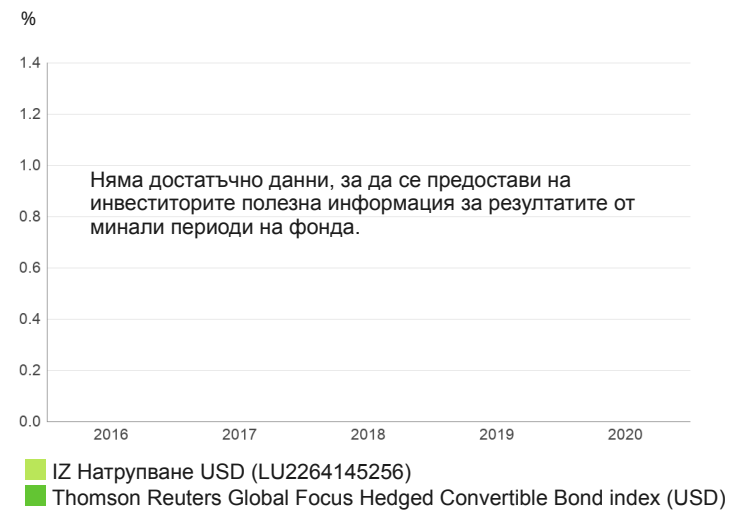 %
1.4
1.2
1.0
Няма достатъчно данни, за да се предостави на
инвеститорите полезна информация за резултатите от
0.8
минали периоди на фонда.
0.6
0.4
0.2
0.0
2016 2017 2018 2019 2020
IZ Натрупване USD (LU2264145256)
Thomson Reuters Global Focus Hedged Convertible Bond index (USD)